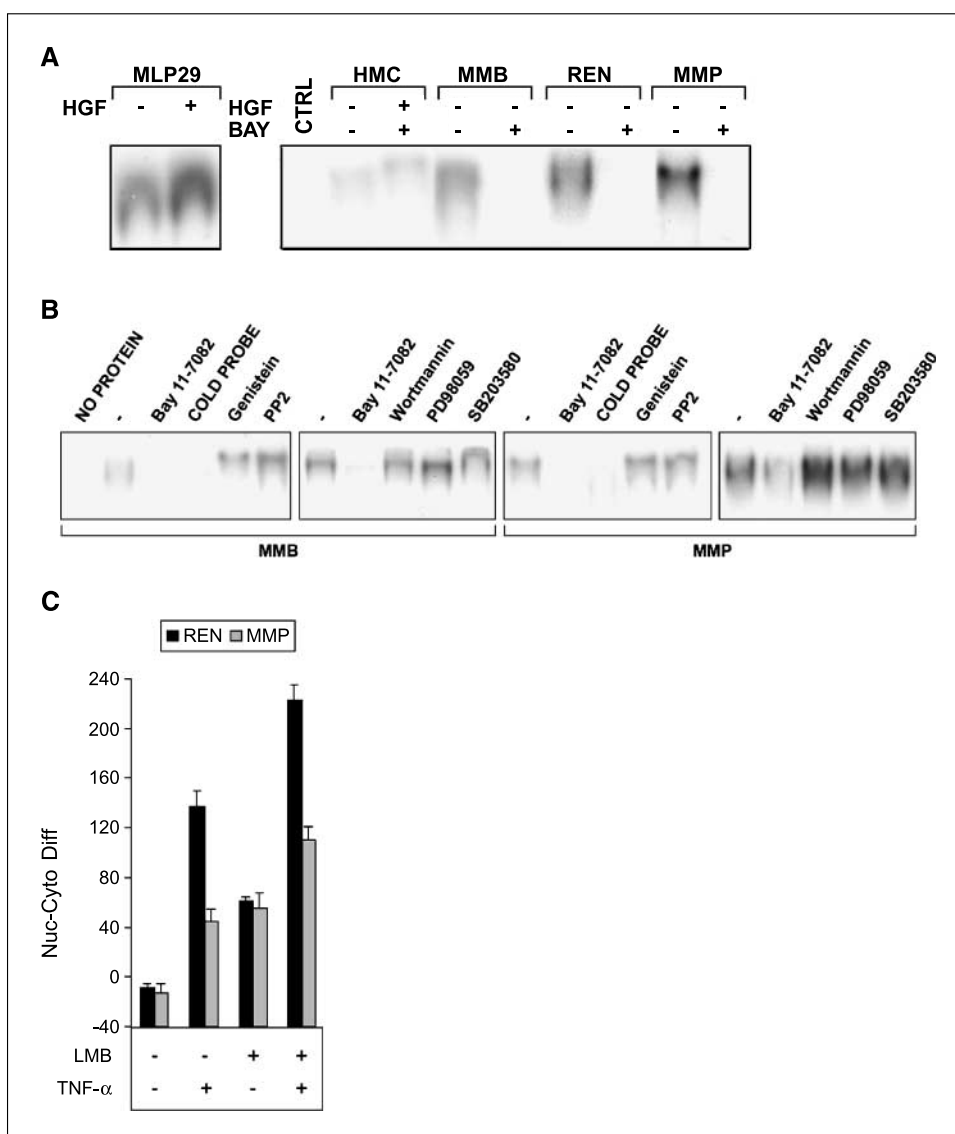 A
MLP29
HGF - +
HGF
BAY
CTRL
HMC MMB REN MMP
- + - - - - - -
- + - + - + - +
B
NO PROTEIN
-
Bay 11-7082
COLD PROBE
Genistein
PP2
-
Bay 11-7082
Wortmannin
PD98059
SB203580
-
Bay 11-7082
COLD PROBE
Genistein
PP2
-
Bay 11-7082
Wortmannin
PD98059
SB203580
MMB MMP
C
REN MMP
Nuc-Cyto Diff
240
200
160
120
80
40
0
-40
LMB - - + +
TNF-α - + - +